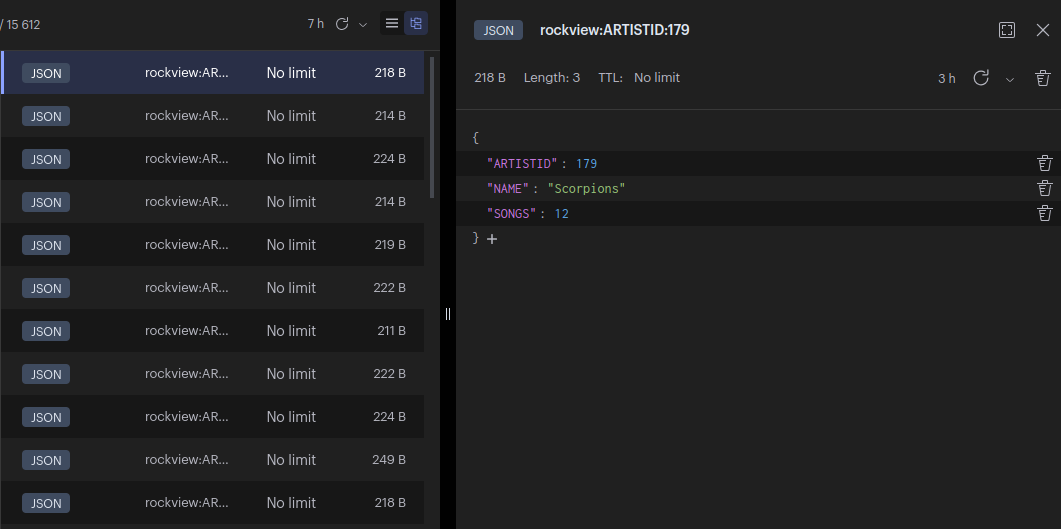 / 15 612
7 h
JSON rockview:AR... No limit 218 B
JSON rockview:AR... No limit 214 B
JSON rockview:AR... No limit 224 B
JSON rockview:AR... No limit 214 B
JSON rockview:AR... No limit 219 B
JSON rockview:AR... No limit 222 B
JSON rockview:AR... No limit 211 B
JSON rockview:AR... No limit 222 B
JSON rockview:AR... No limit 224 B
JSON rockview:AR... No limit 249 B
JSON rockview:AR... No limit 218 B
JSON rockview:ARTISTID:179
218 B Length: 3 TTL: No limit 3 h
{
"ARTISTID": 179
"NAME": "Scorpions"
"SONGS": 12
} +